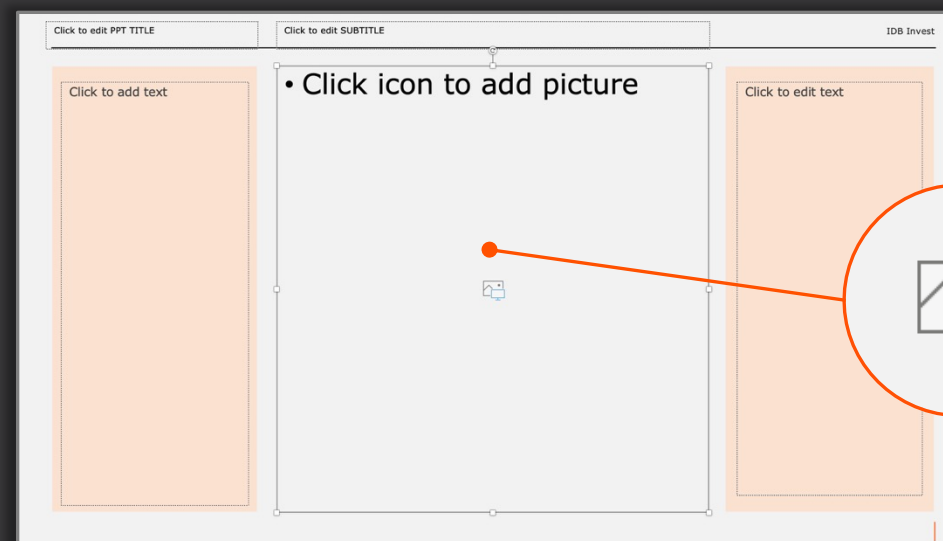 Click to edit PPT TITLE
Click to edit SUBTITLE
IDB Invest
Click to add text
• Click icon to add picture
Click to edit text